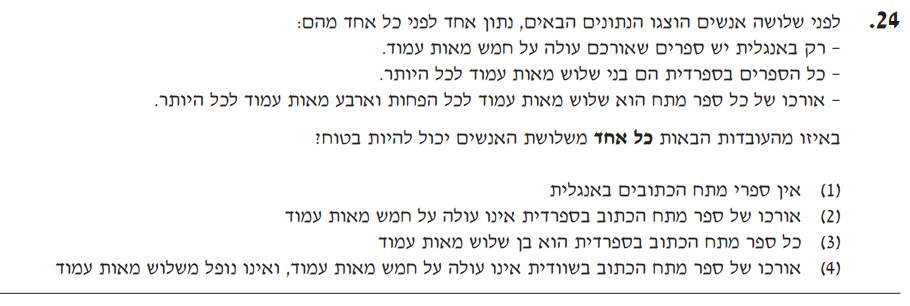 24. לפני שלושה אנשים הוצגו הנתונים הבאים, נתון אחד לפני כל אחד מהם:
– רק באנגלית יש ספרים שאורכם עולה על חמש מאות עמוד.
– כל הספרים בספרדית הם בני שלוש מאות עמוד לכל היותר.
– אורכו של כל ספר מתח הוא שלוש מאות עמוד לכל הפחות וארבע מאות עמוד לכל היותר.
באיזו מהעובדות הבאות כל אחד משלושת האנשים יכול להיות בטוח?
(1) אין ספרי מתח הכתובים באנגלית
(2) אורכו של ספר מתח הכתוב בספרדית אינו עולה על חמש מאות עמוד
(3) כל ספר מתח הכתוב בספרדית הוא בן שלוש מאות עמוד
(4) אורכו של ספר מתח הכתוב בשוודית אינו עולה על חמש מאות עמוד, ואינו נופל משלוש מאות עמוד